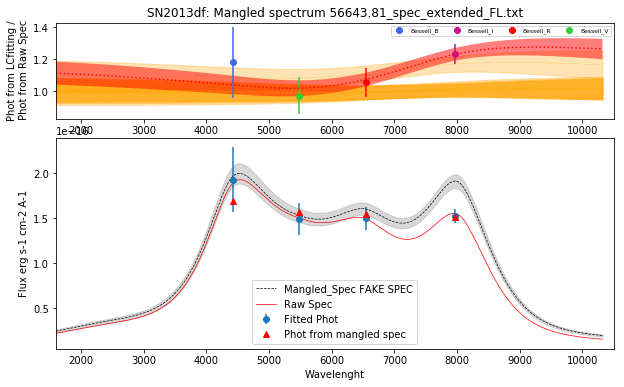 SN2013df: Mangled spectrum 56643.81_spec_extended_FL.txt
Phot from LCfitting /
Phot from Raw Spec
1.4
1.2
1.0
Bessell_B
Bessell_I
Bessell_R
Bessell_V
2000 3000 4000 5000 6000 7000 8000 9000 10000
1e−16
Flux erg s-1 cm-2 A-1
2.0
1.5
1.0
0.5
Mangled_Spec FAKE SPEC
Raw Spec
Fitted Phot
Phot from mangled spec
2000 3000 4000 5000 6000 7000 8000 9000 10000
Wavelenght